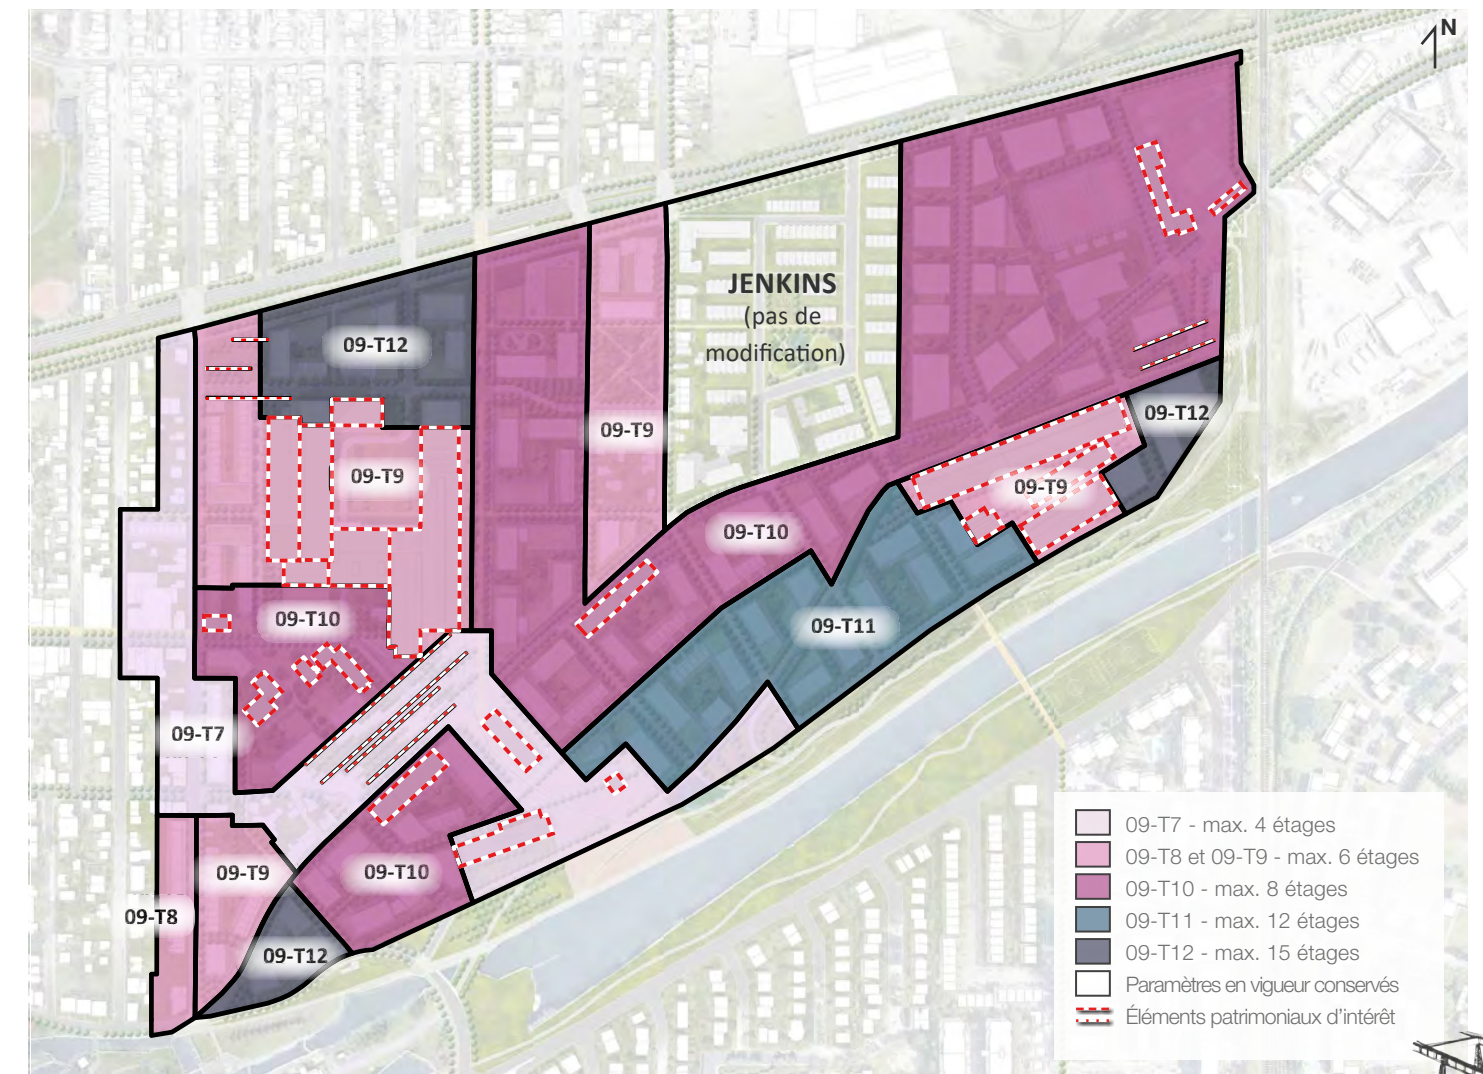 N
JENKINS
(pas de
modification)
09-T12
09-T12
09-T9
09-T9
09-T9
09-T10
09-T10
09-T11
09-T7
09-T9
09-T10
09-T8
09-T12
09-T7 - max. 4 étages
09-T8 et 09-T9 - max. 6 étages
09-T10 - max. 8 étages
09-T11 - max. 12 étages
09-T12 - max. 15 étages
Paramètres en vigueur conservés
Éléments patrimoniaux d’intérêt